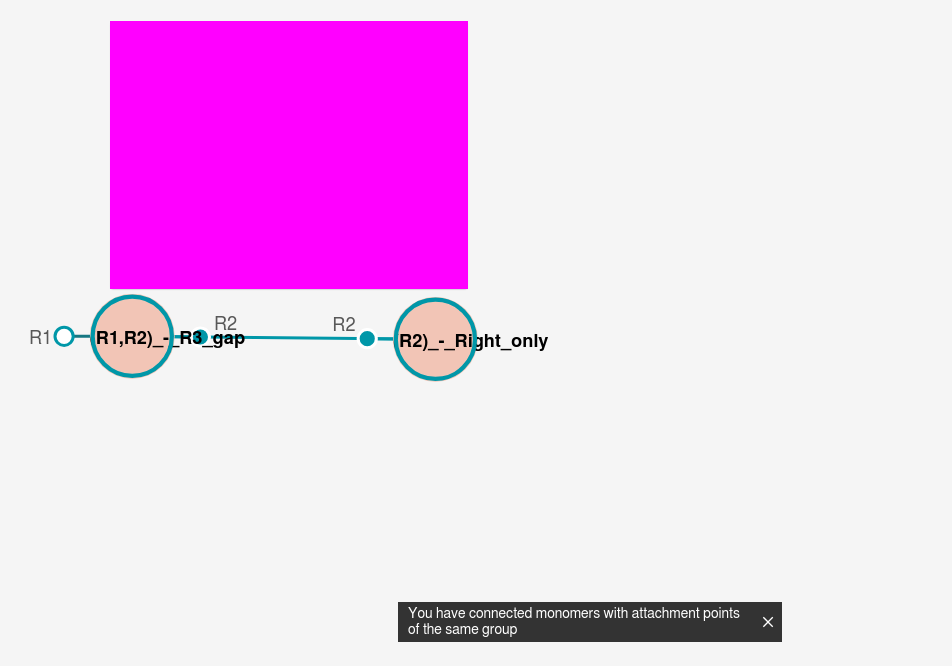 R1
R1,R2)_-_R3_gap
R2
R2
R2)_-_Right_only
You have connected monomers with attachment points
of the same group